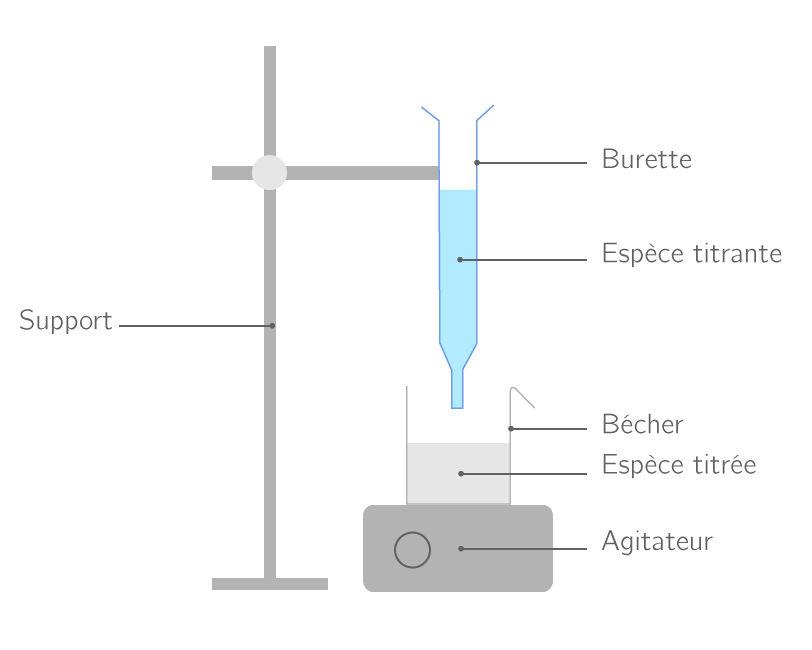 Burette
Espèce titrante
Support
Bécher
Espèce titrée
Agitateur